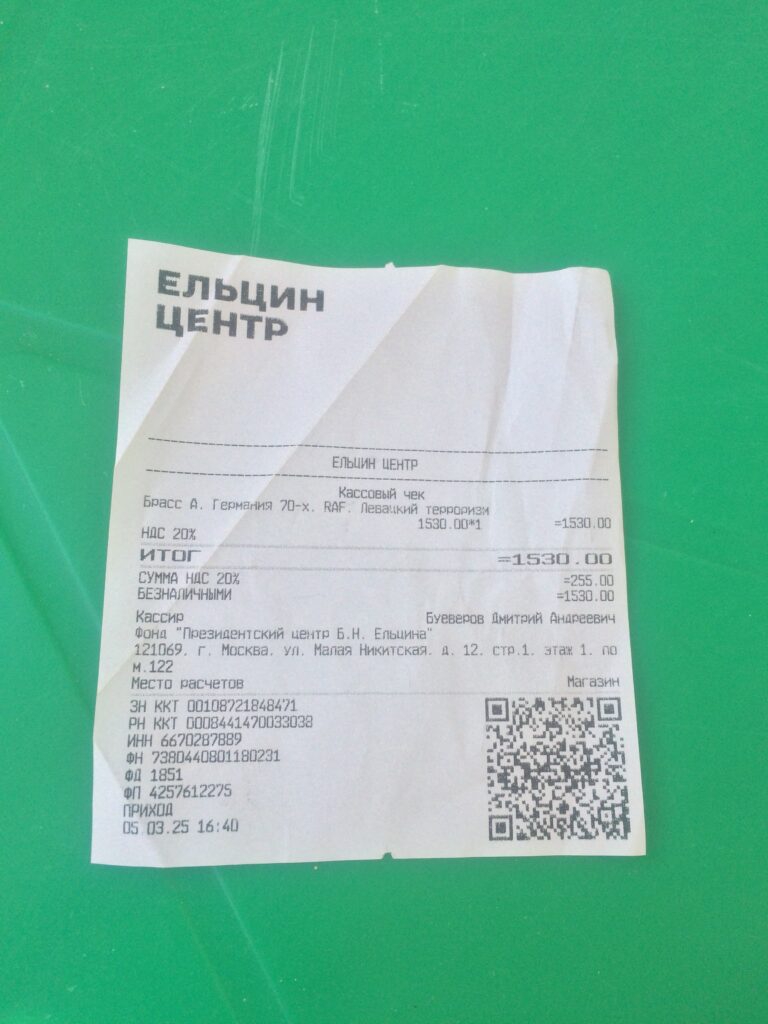 ЕЛЬЦИН
ЦЕНТР
ЕЛЬЦИН ЦЕНТР
Кассовый чек
Брасс А. Германия 70-х. RAF. Левацкий терроризм
1530.00*1 =1530.00
НДС 20%
ИТОГ =1530.00
СУММА НДС 20% =255.00
БЕЗНАЛИЧНЫМИ =1530.00
Кассир Буеверов Дмитрий Андреевич
Фонд "Президентский центр Б.Н. Ельцина"
121069, г. Москва, ул. Малая Никитская, д. 12, стр.1, этаж 1, по
м.122
Место расчетов Магазин
ЗН ККТ 00108721848471
РН ККТ 0008441470033038
ИНН 6670287889
ФН 7380440801180231
ФД 1851
ФП 4257612275
ПРИХОД
05.03.25 16:40